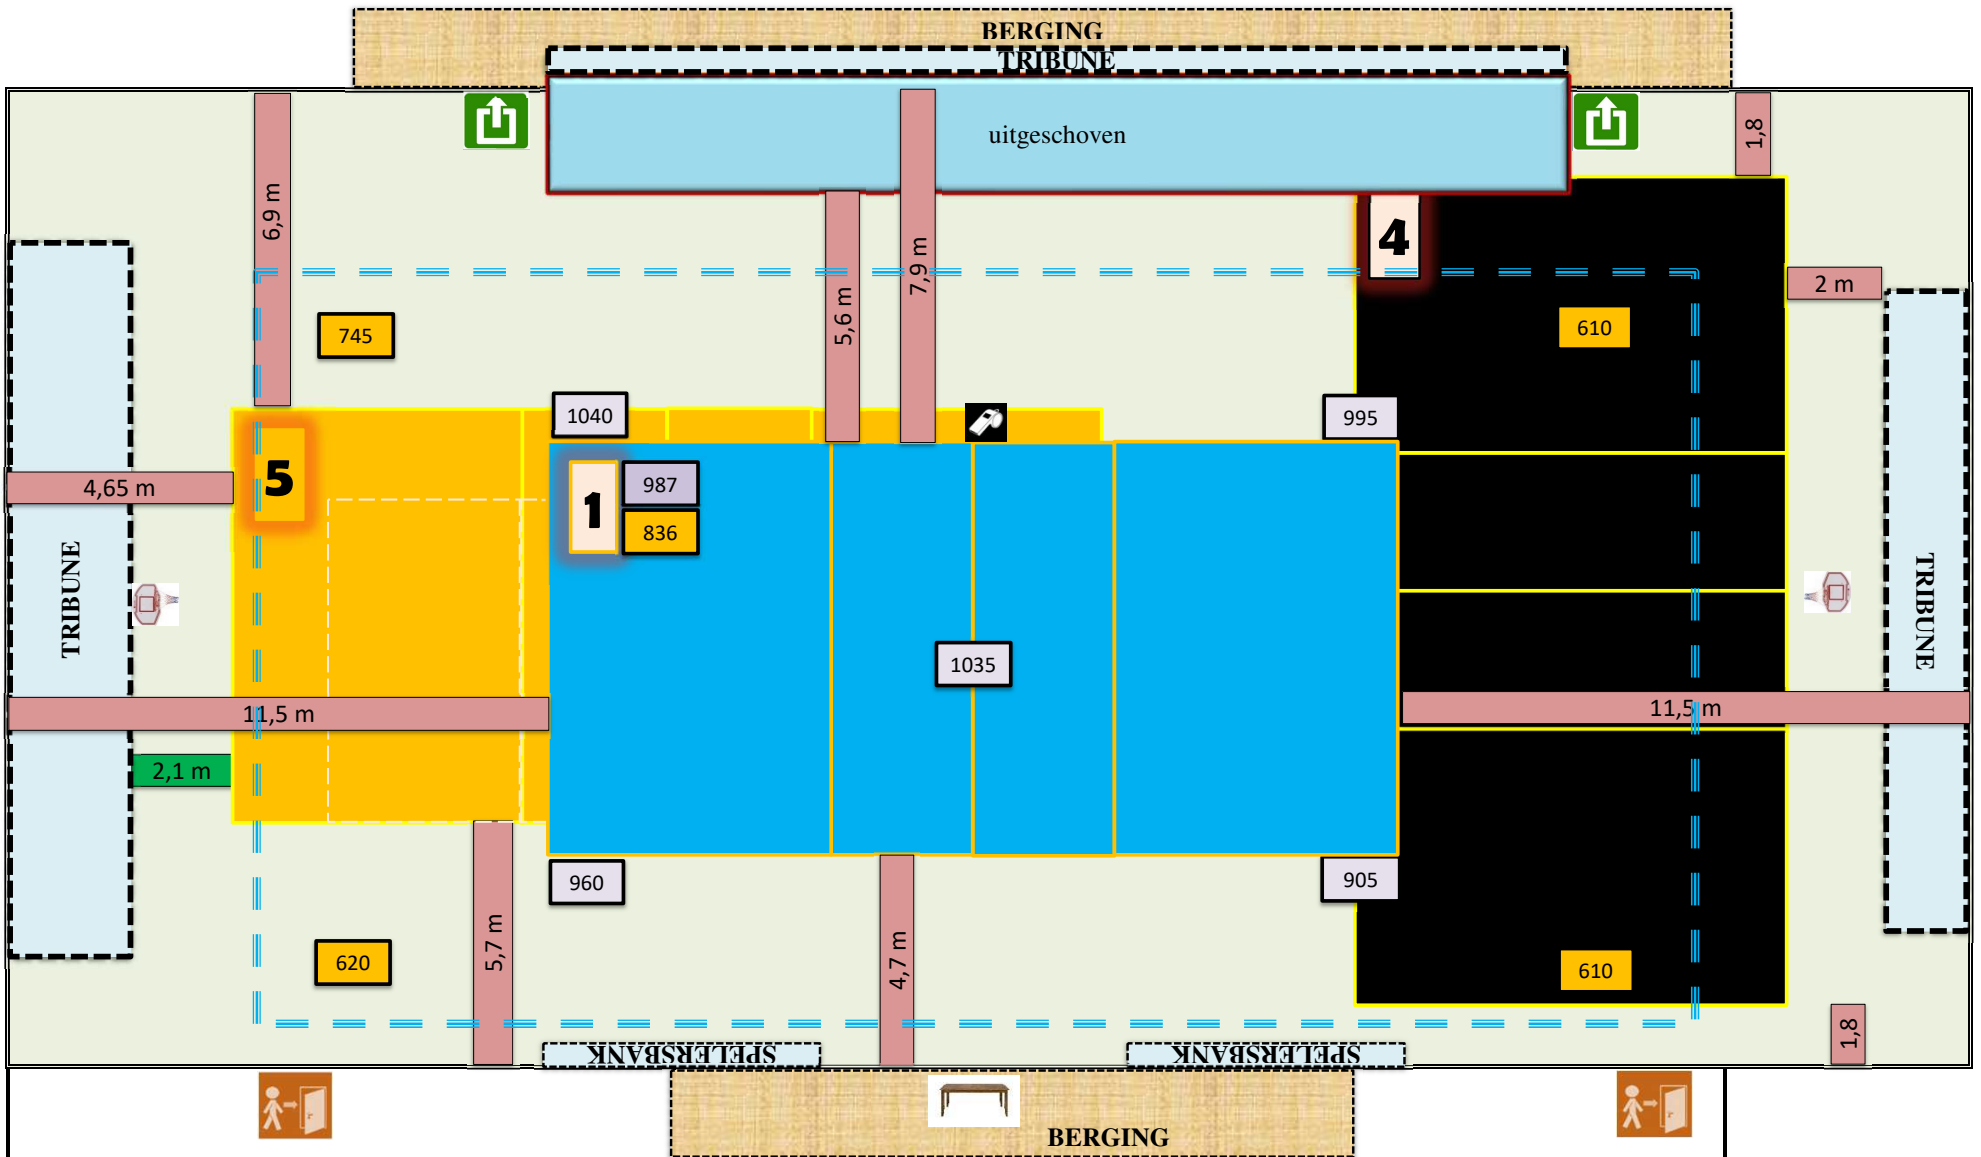 BERGING
TRIBUNE
uitgeschoven
1,8
6,9 m
7,9 m
5,6 m
4
2 m
745
610
1040
995
5
4,65 m
1
987
836
TRIBUNE
TRIBUNE
1035
11,5 m
11,5 m
2,1 m
960
905
5,7 m
4,7 m
620
610
1,8
SPELERSBANK
SPELERSBANK
BERGING